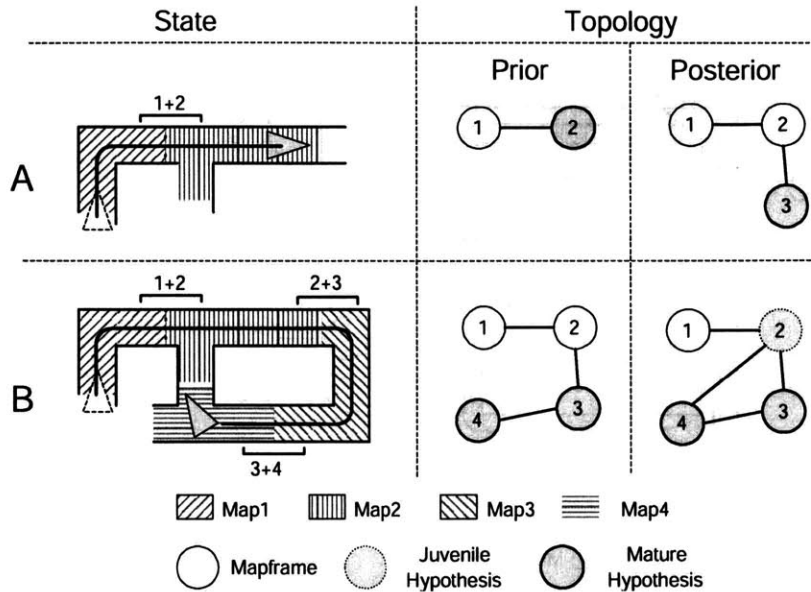 State
Topology
Prior
Posterior
A
1+2
1
2
1
2
3
B
1+2
2+3
3+4
1
2
4
3
1
2
4
3
Map1
Map2
Map3
Map4
Mapframe
Juvenile
Hypothesis
Mature
Hypothesis